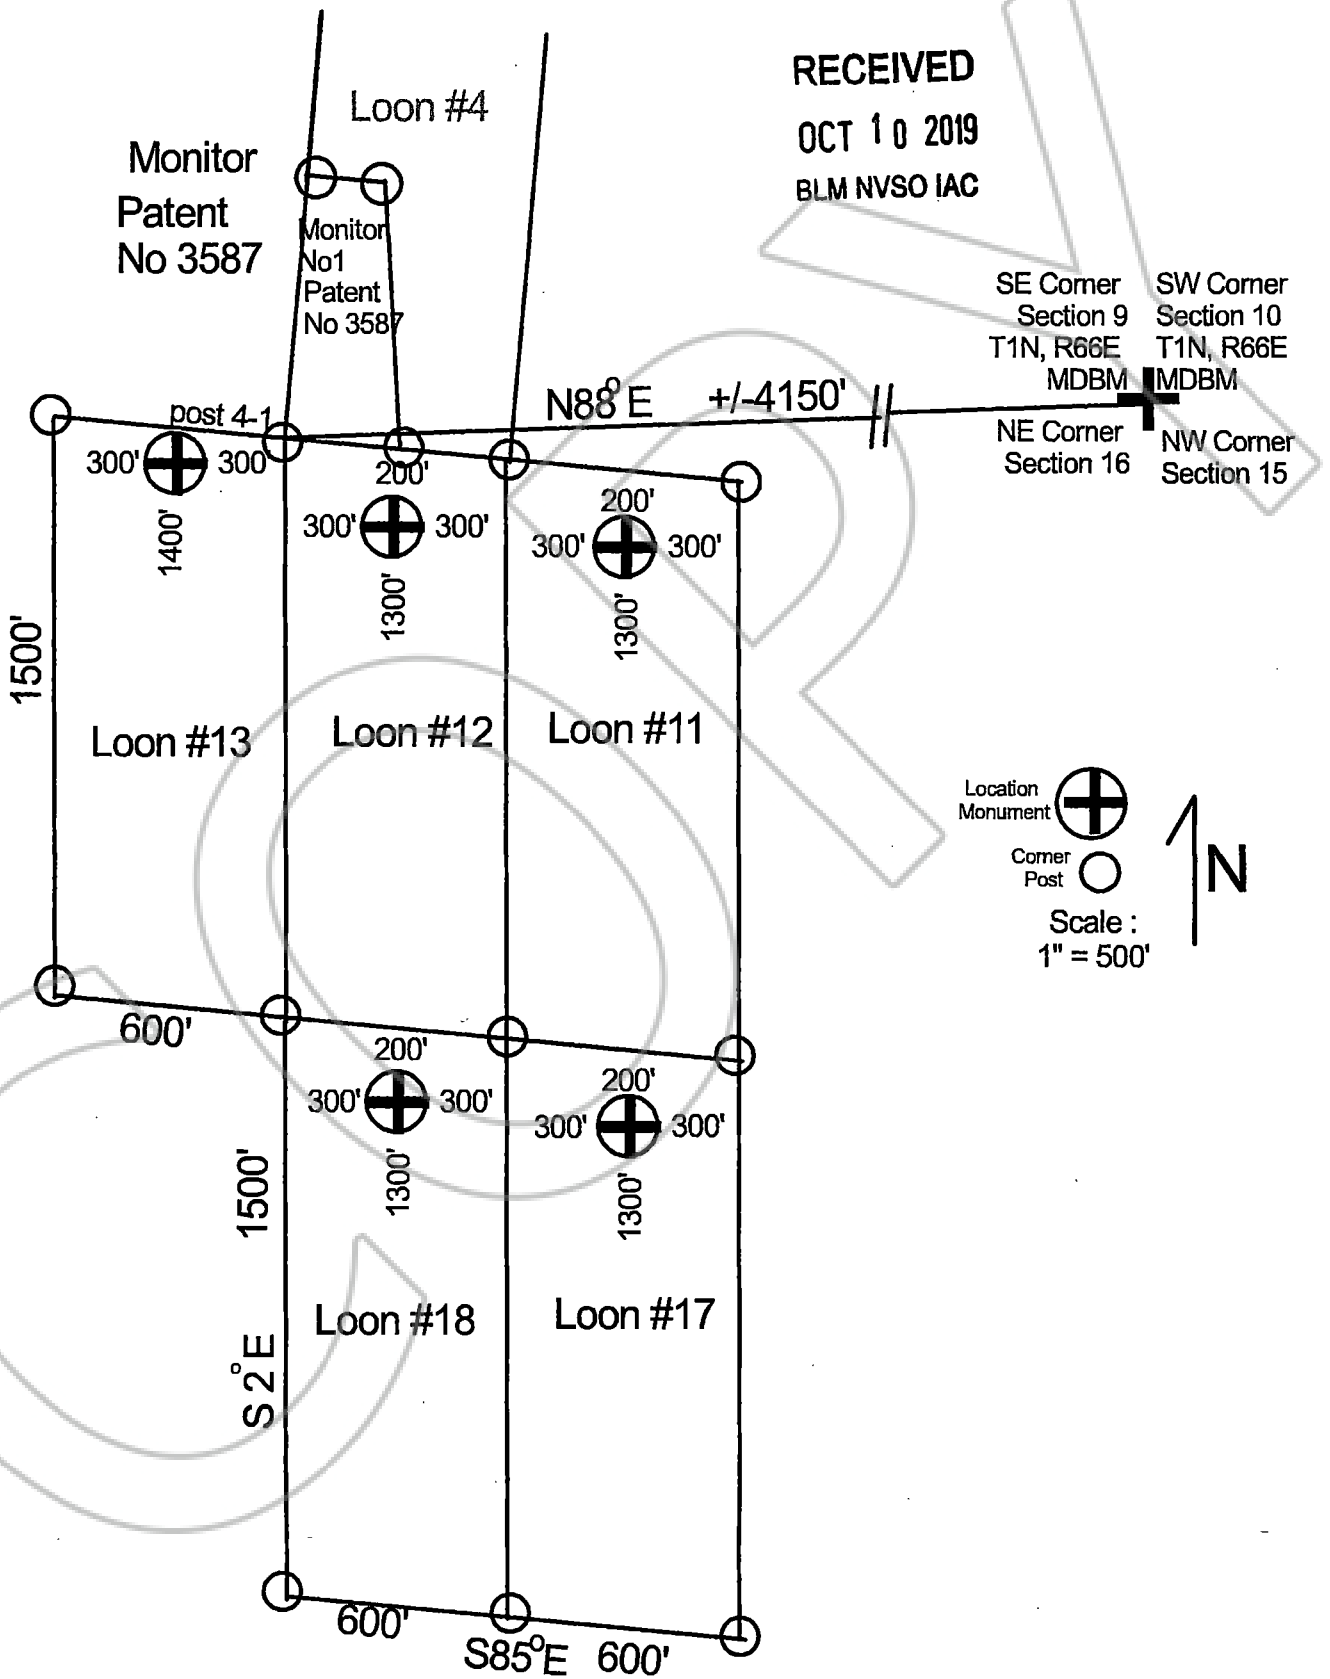 RECEIVED
OCT 10 2019
BLM NVSO IAC
Loon #4
Monitor
Patent
No 3587
Monitor
No1
Patent
No 3587
SE Corner
Section 9
T1N, R66E
MDBM
SW Corner
Section 10
T1N, R66E
MDBM
NE Corner
Section 16
NW Corner
Section 15
N88°E +/-4150'
post 4-1
300' 300'
1400'
200'
300' 300'
1300'
200'
300' 300'
1300'
1500'
Loon #13
Loon #12
Loon #11
Location
Monument
Corner
Post
N
Scale :
1" = 500'
600'
200'
300' 300'
1300'
200'
300' 300'
1300'
1500'
S 2°E
Loon #18
Loon #17
600'
S85°E
600'
COPY